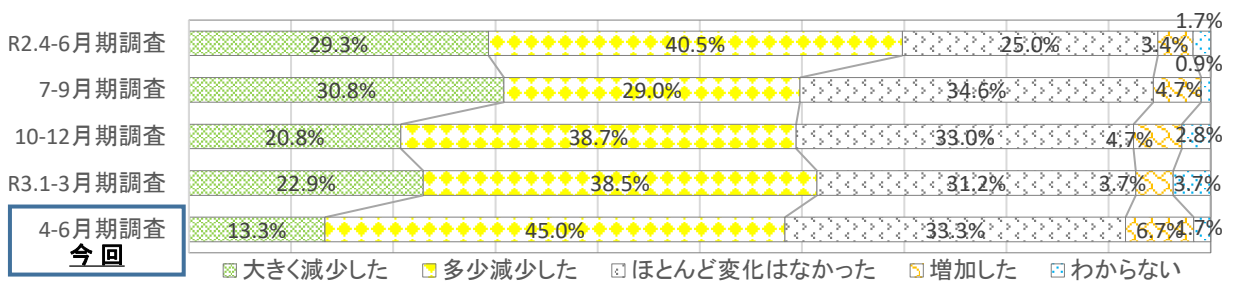 1.7%
R2.4-6月期調査 29.3% 40.5% 25.0% 3.4%
0.9%
7-9月期調査 30.8% 29.0% 34.6% 4.7%
10-12月期調査 20.8% 38.7% 33.0% 4.7% 2.8%
R3.1-3月期調査 22.9% 38.5% 31.2% 3.7% 3.7%
4-6月期調査 13.3% 45.0% 33.3% 6.7% 1.7%
今回
大きく減少した 多少減少した ほとんど変化はなかった 増加した わからない